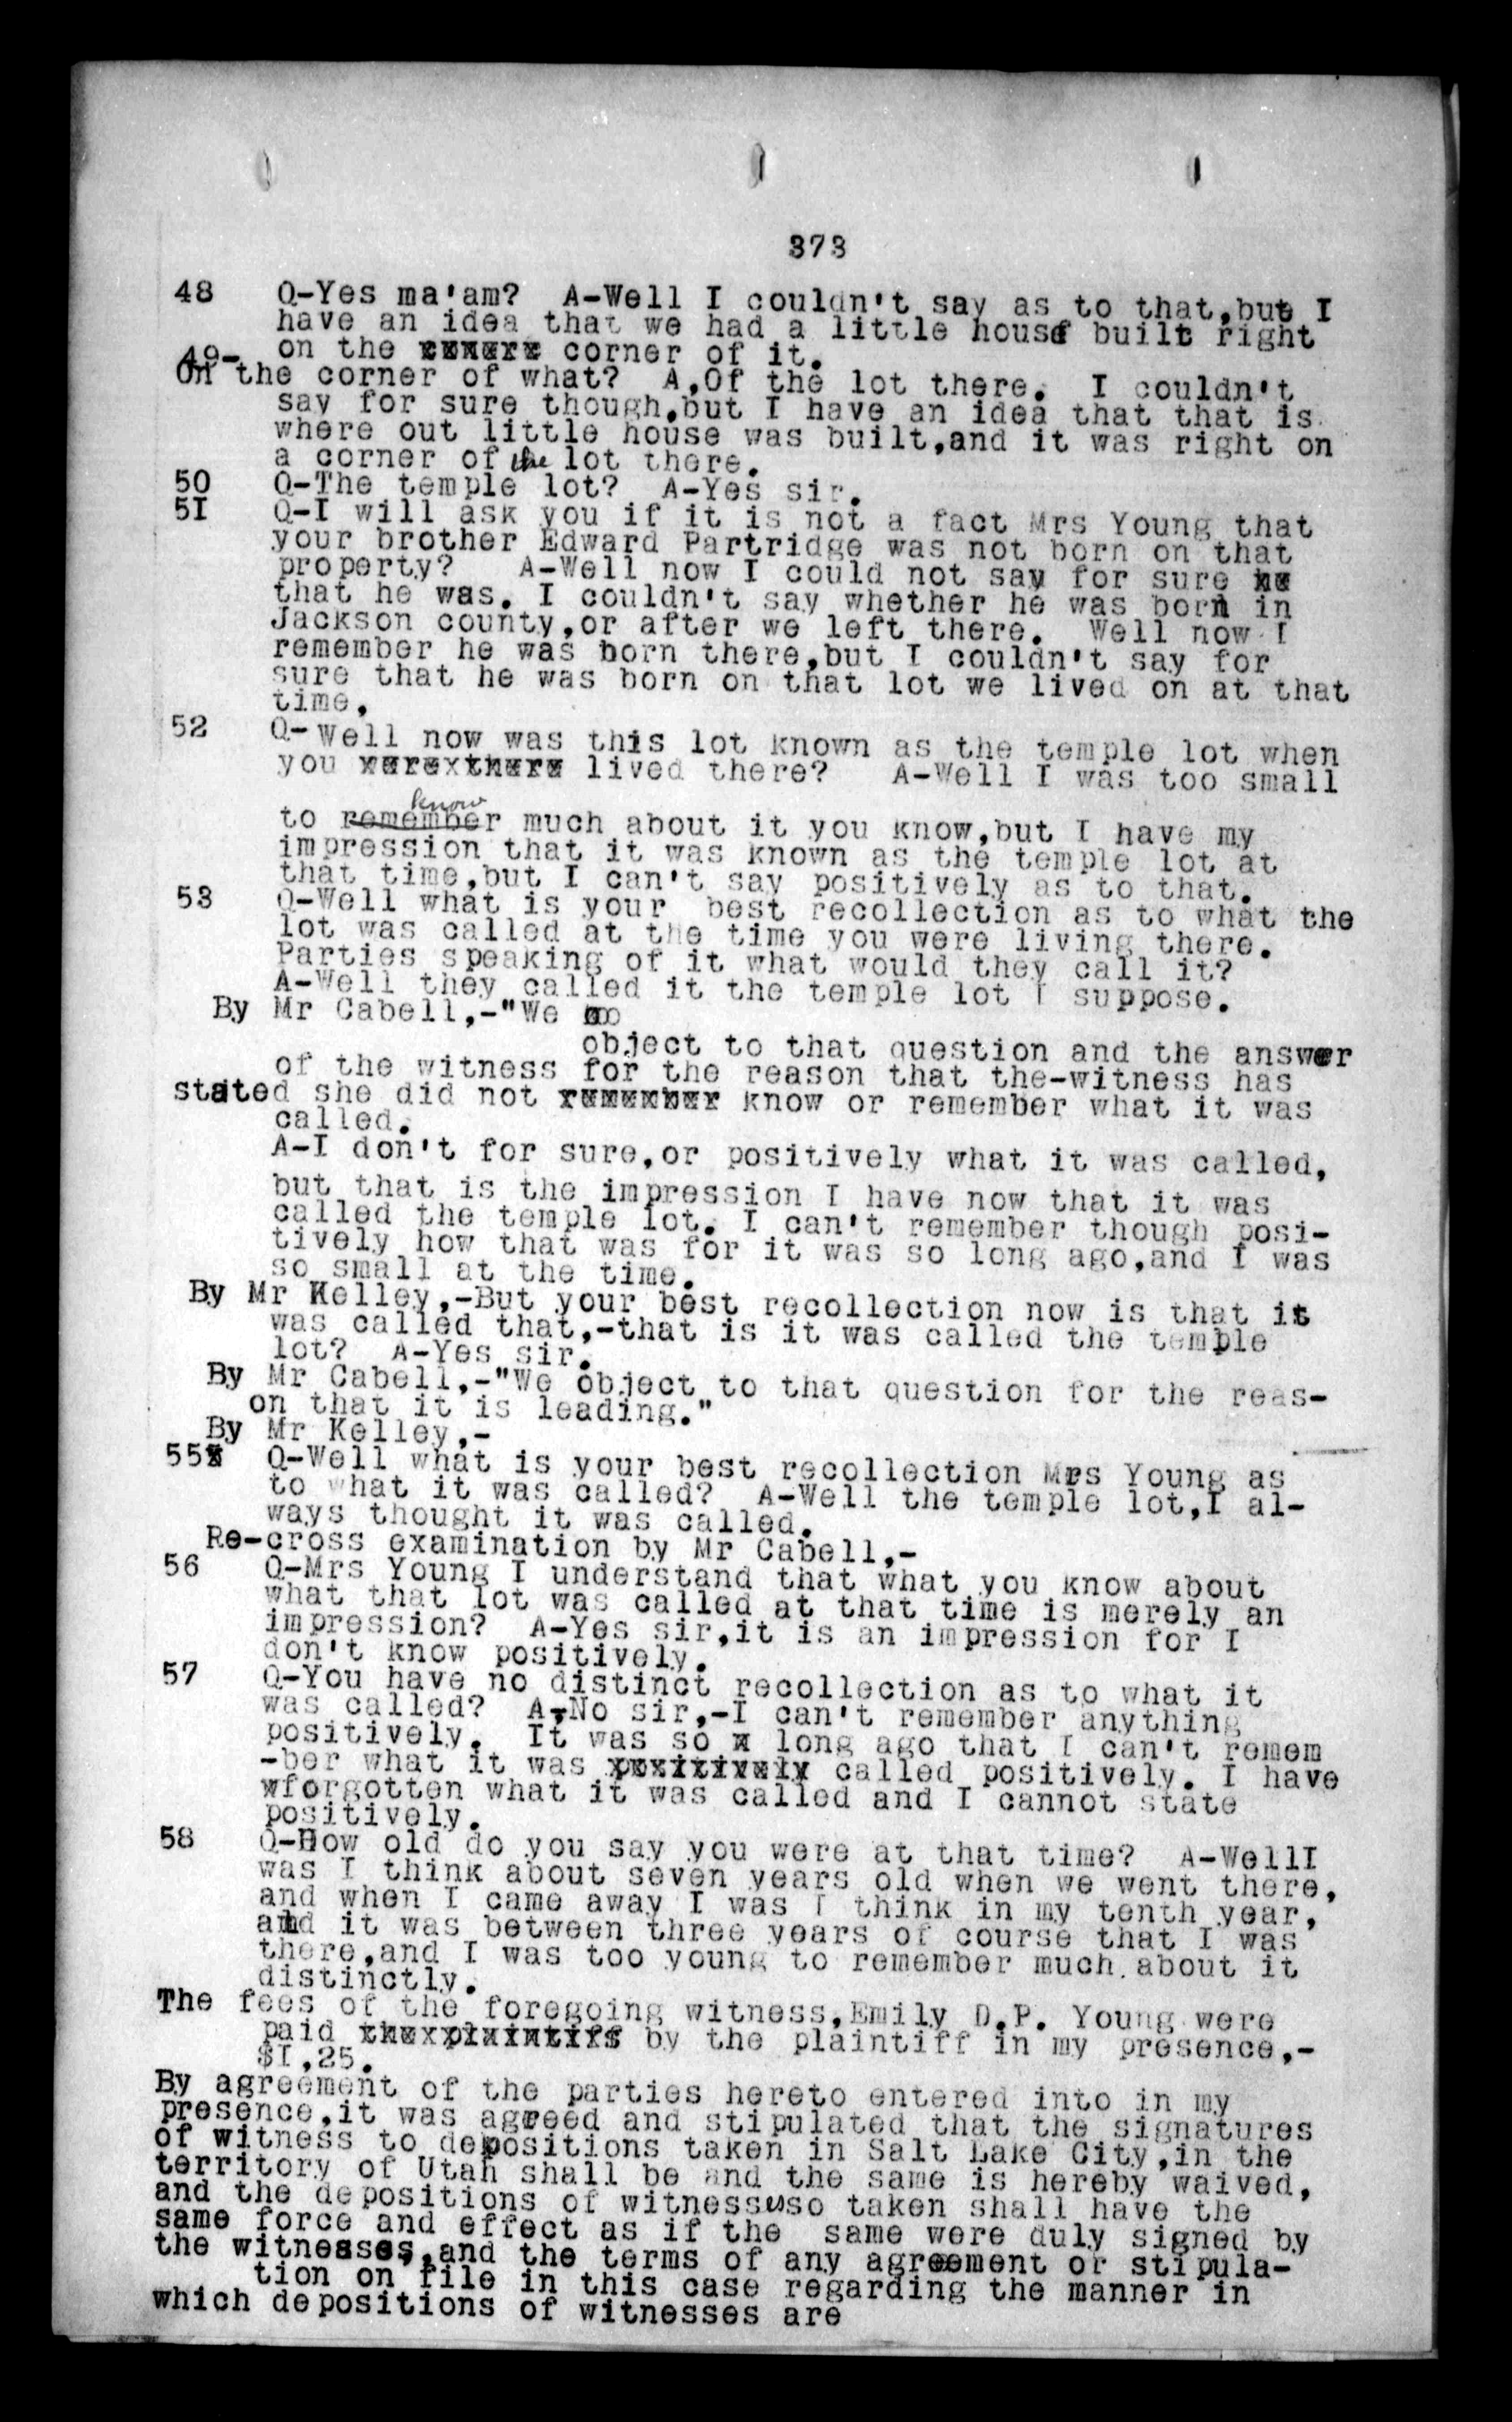 373
48 Q-Yes ma'am? A-Well I couldn't say as to that,but I
have an idea that we had a little house built right
on the corner of it.
49-
On the corner of what? A,Of the lot there. I couldn't
say for sure though,but I have an idea that that is
where out little house was built,and it was right on
a corner of the lot there.
50 Q-The temple lot? A-Yes sir.
5I Q-I will ask you if it is not a fact Mrs Young that
your brother Edward Partridge was not born on that
property? A-Well now I could not say for sure
that he was. I couldn't say whether he was born in
Jackson county,or after we left there. Well now I
remember he was born there,but I couldn't say for
sure that he was born on that lot we lived on at that
time,
52 Q-Well now was this lot known as the temple lot when
you lived there? A-Well I was too small
know
to remember much about it you know,but I have my
impression that it was known as the temple lot at
that time,but I can't say positively as to that.
53 Q-Well what is your best recollection as to what the
lot was called at the time you were living there.
Parties speaking of it what would they call it?
A-Well they called it the temple lot I suppose.
By Mr Cabell,-"We
object to that question and the answer
of the witness for the reason that the-witness has
stated she did not know or remember what it was
called.
A-I don't for sure,or positively what it was called,
but that is the impression I have now that it was
called the temple lot. I can't remember though posi-
tively how that was for it was so long ago,and I was
so small at the time.
By Mr Kelley,-But your best recollection now is that it
was called that,-that is it was called the temple
lot? A-Yes sir.
By Mr Cabell,-"We object to that question for the reas-
on that it is leading."
By Mr Kelley,-
55 Q-Well what is your best recollection Mrs Young as
to what it was called? A-Well the temple lot,I al-
ways thought it was called.
Re-cross examination by Mr Cabell,-
56 Q-Mrs Young I understand that what you know about
what that lot was called at that time is merely an
impression? A-Yes sir,it is an impression for I
don't know positively.
57 Q-You have no distinct recollection as to what it
was called? A-No sir,-I can't remember anything
positively. It was so long ago that I can't remem
-ber what it was called positively. I have
forgotten what it was called and I cannot state
positively.
58 Q-How old do you say you were at that time? A-WellI
was I think about seven years old when we went there,
and when I came away I was I think in my tenth year,
and it was between three years of course that I was
there,and I was too young to remember much about it
distinctly.
The fees of the foregoing witness,Emily D.P. Young were
paid by the plaintiff in my presence,-
$I,25.
By agreement of the parties hereto entered into in my
presence,it was agreed and stipulated that the signatures
of witness to depositions taken in Salt Lake City,in the
territory of Utah shall be and the same is hereby waived,
and the depositions of witnesses so taken shall have the
same force and effect as if the same were duly signed by
the witnesses,and the terms of any agreement or stipula-
tion on file in this case regarding the manner in
which depositions of witnesses are